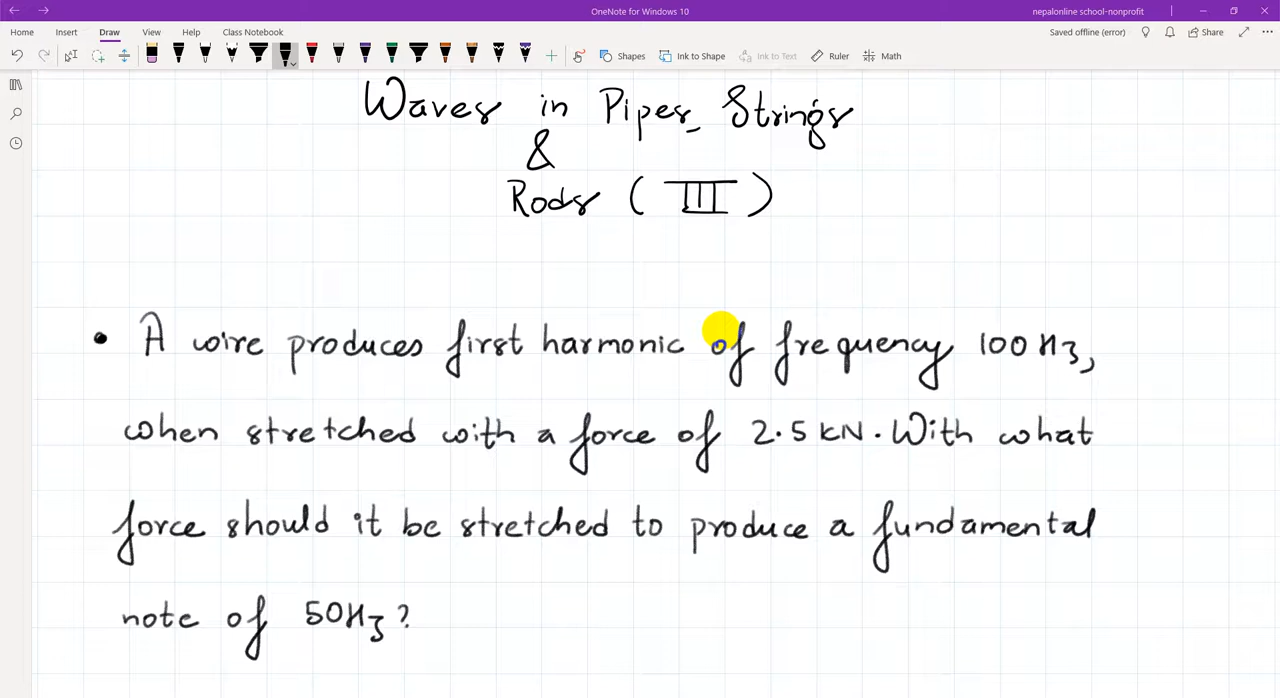 OneNote for Windows 10
nepalonline school-nonprofit
Home Insert Draw View Help Class Notebook
Saved offline (error) Share
Shapes Ink to Shape Ink to Text Ruler Math
Waves in Pipes, Strings
&
Rods (III)
• A wire produces first harmonic of frequency 100Hz,
when stretched with a force of 2.5 KN. With what
force should it be stretched to produce a fundamental
note of 50Hz?